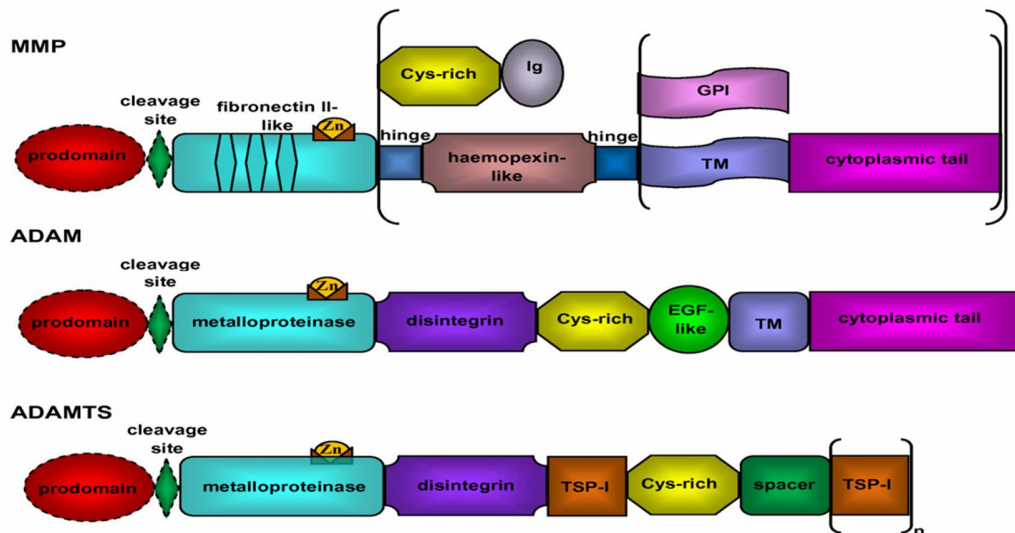 MMP
Cys-rich
Ig
GPI
cleavage
site
fibronectin II-
like
Zn
hinge
hinge
prodomain
haemopexin-
like
TM
cytoplasmic tail
ADAM
cleavage
site
Zn
prodomain
metalloproteinase
disintegrin
Cys-rich
EGF-
like
TM
cytoplasmic tail
ADAMTS
cleavage
site
Zn
prodomain
metalloproteinase
disintegrin
TSP-I
Cys-rich
spacer
TSP-I
n